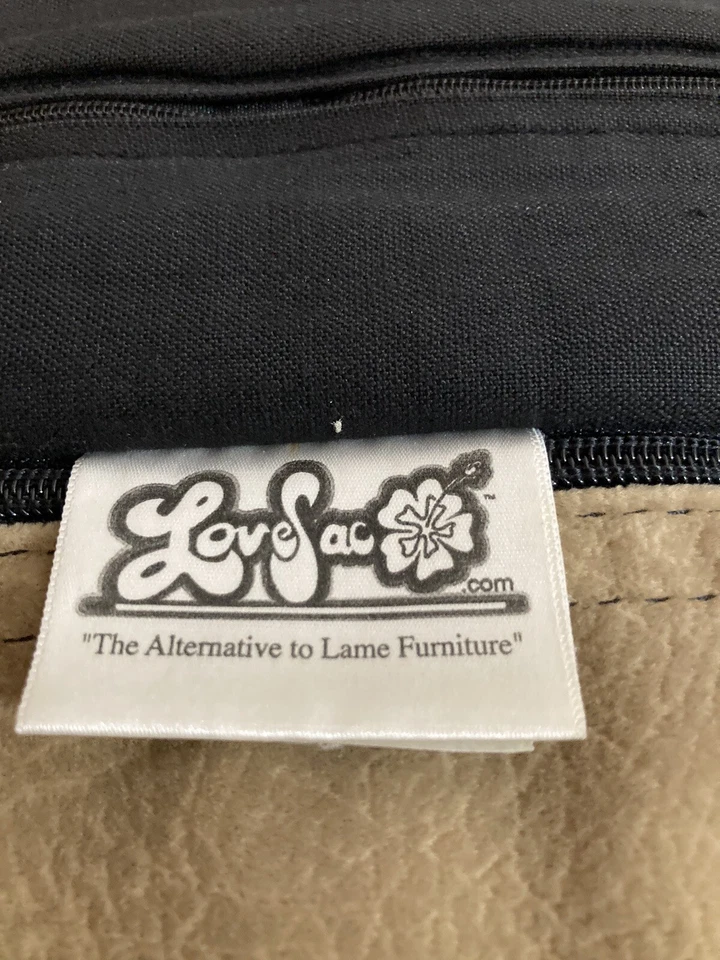 LoveSac™
.com
"The Alternative to Lame Furniture"